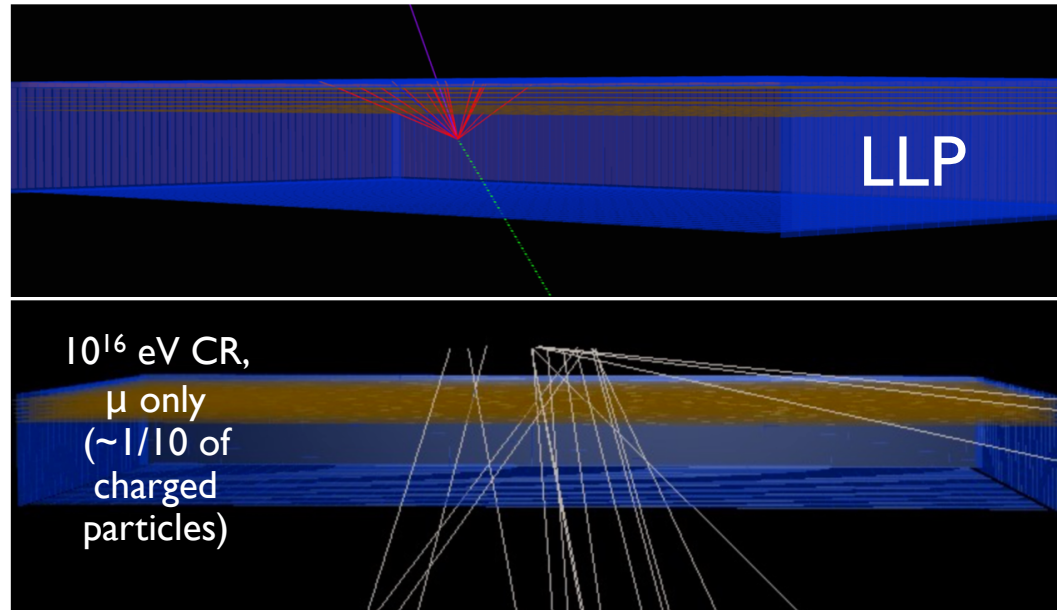 LLP
10¹⁶ eV CR,
μ only
(~1/10 of
charged
particles)